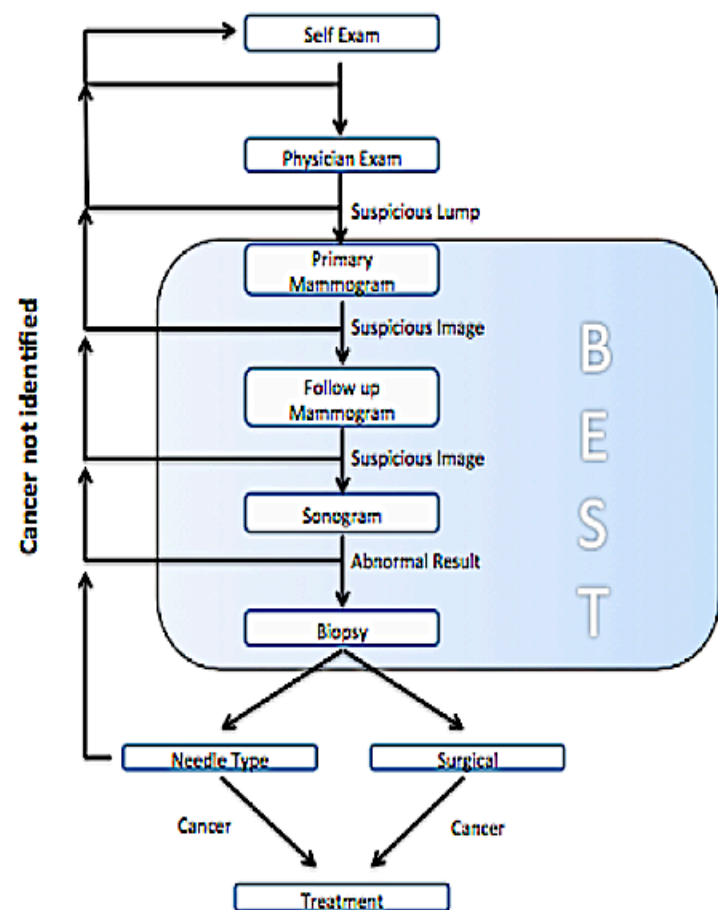 Self Exam
Physician Exam
Suspicious Lump
Primary
Mammogram
Suspicious Image
Follow up
Mammogram
Suspicious Image
Sonogram
Abnormal Result
Biopsy
Needle Type
Surgical
Cancer
Cancer
Treatment
Cancer not identified
B
E
S
T